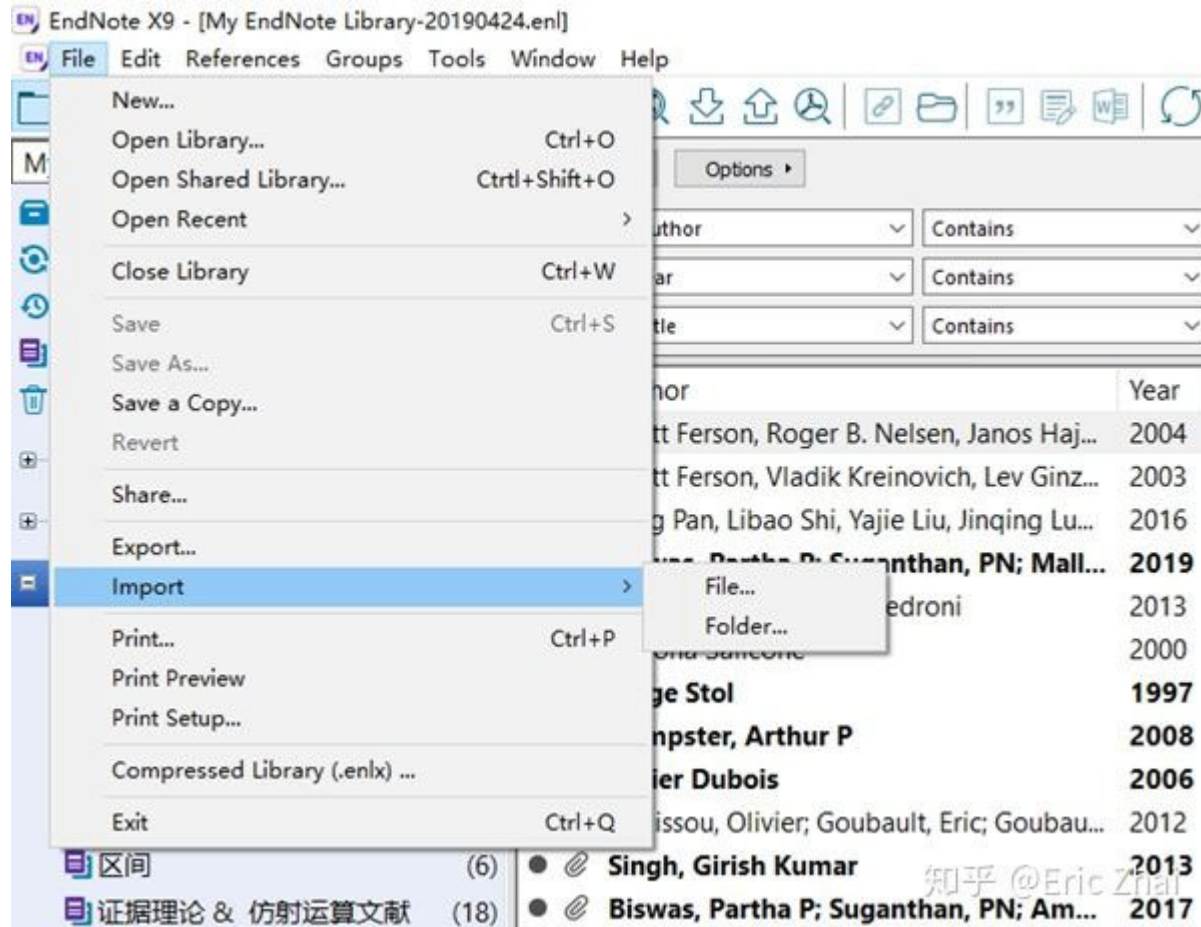 EndNote X9 - [My EndNote Library-20190424.enl]
File Edit References Groups Tools Window Help
New...
Open Library... Ctrl+O
Open Shared Library... Ctrtl+Shift+O
Open Recent
Close Library Ctrl+W
Save Ctrl+S
Save As...
Save a Copy...
Revert
Share...
Export...
Import
Print... Ctrl+P
Print Preview
Print Setup...
Compressed Library (.enlx) ...
Exit Ctrl+Q
File...
Folder...
Options
Contains
Contains
Contains
Year
tt Ferson, Roger B. Nelsen, Janos Haj... 2004
tt Ferson, Vladik Kreinovich, Lev Ginz... 2003
g Pan, Libao Shi, Yajie Liu, Jinqing Lu... 2016
Suganthan, PN; Mall... 2019
edroni 2013
2000
ge Stol 1997
mpster, Arthur P 2008
ier Dubois 2006
issou, Olivier; Goubault, Eric; Goubau... 2012
区间 (6) Singh, Girish Kumar 2013
证据理论 & 仿射运算文献 (18) Biswas, Partha P; Suganthan, PN; Am... 2017
知乎 @Eric Zhai